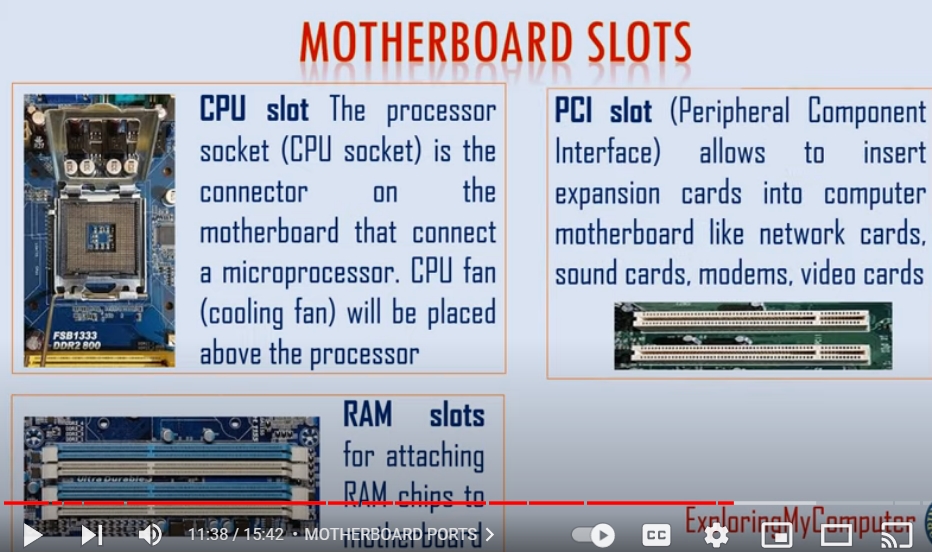 MOTHERBOARD SLOTS
CPU slot The processor
socket (CPU socket) is the
connector on the
motherboard that connect
a microprocessor. CPU fan
(cooling fan) will be placed
above the processor
FSB1333
DDR2 800
PCI slot (Peripheral Component
Interface) allows to insert
expansion cards into computer
motherboard like network cards,
sound cards, modems, video cards
RAM slots
for attaching
RAM chips to
motherboard
Ultra Durable 3
ExploringMyComputer
11:38 / 15:42 • MOTHERBOARD PORTS
CC